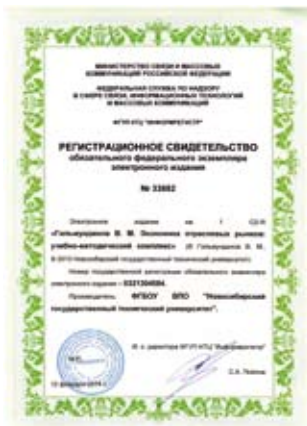 МИНИСТЕРСТВО СВЯЗИ И МАССОВЫХ
КОММУНИКАЦИЙ РОССИЙСКОЙ ФЕДЕРАЦИИ
ФЕДЕРАЛЬНАЯ СЛУЖБА ПО НАДЗОРУ
В СФЕРЕ СВЯЗИ, ИНФОРМАЦИОННЫХ ТЕХНОЛОГИЙ
И МАССОВЫХ КОММУНИКАЦИЙ
ФГУП НТЦ "ИНФОРМРЕГИСТР"
РЕГИСТРАЦИОННОЕ СВИДЕТЕЛЬСТВО
обязательного федерального экземпляра
электронного издания
№ 33882
Электронное издание на 1 CD-R
В. М. Экономика отраслевых рынков:
учебно-методический комплекс»
Новосибирский государственный технический университет
Номер государственной регистрации обязательного экземпляра
электронного издания –
Производитель: ФГБОУ ВПО "Новосибирский
государственный технический университет".
И. о. директора ФГУП НТЦ "Информрегистр"
М.П.
С.А.